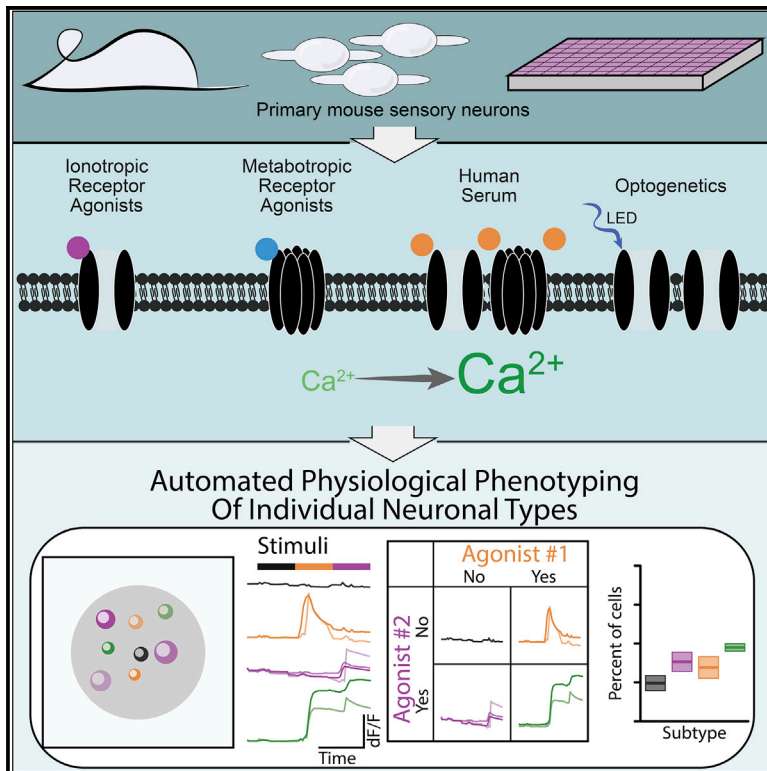 Primary mouse sensory neurons
Ionotropic
Receptor
Agonists
Metabotropic
Receptor
Agonists
Human
Serum
Optogenetics
LED
Ca²⁺
Ca²⁺
Automated Physiological Phenotyping
Of Individual Neuronal Types
Stimuli
Time
dF/F
Agonist #1
No
Yes
Agonist #2
No
Yes
Percent of cells
Subtype